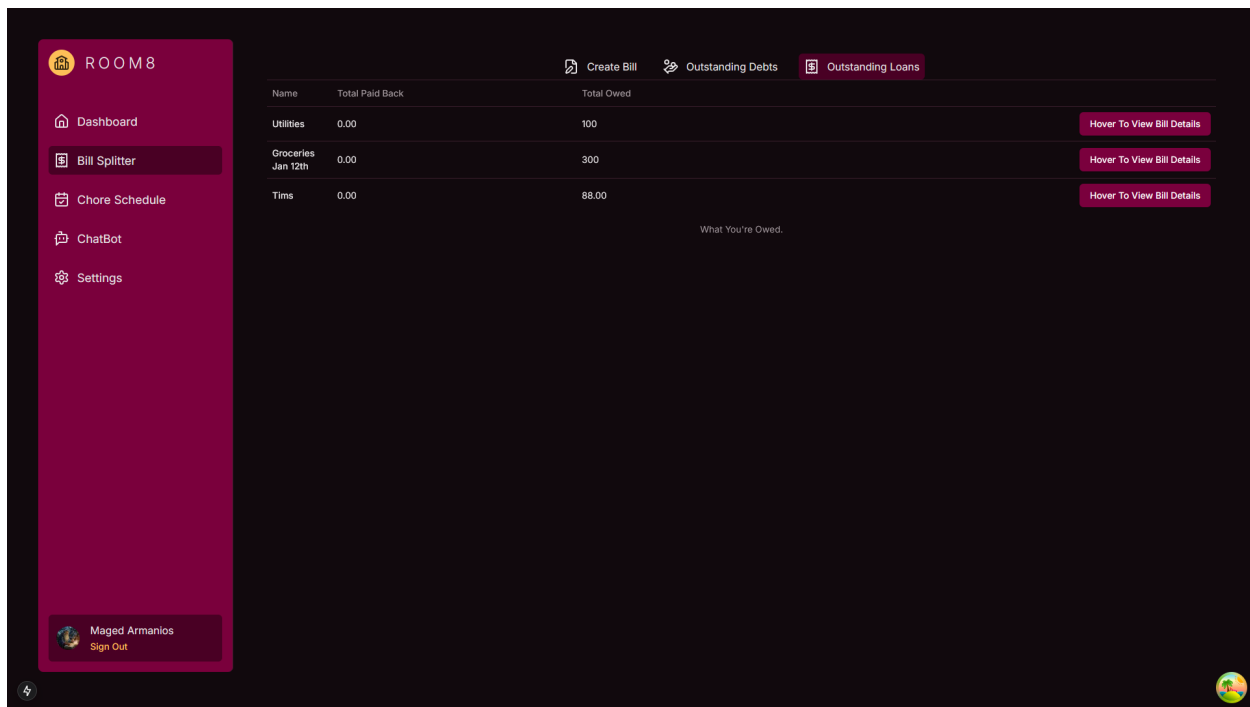 ROOM8
Dashboard
Bill Splitter
Chore Schedule
ChatBot
Settings
Maged Armanios
Sign Out
Create Bill
Outstanding Debts
Outstanding Loans
Name Total Paid Back Total Owed
Utilities 0.00 100 Hover To View Bill Details
Groceries
Jan 12th 0.00 300 Hover To View Bill Details
Tims 0.00 88.00 Hover To View Bill Details
What You're Owed.